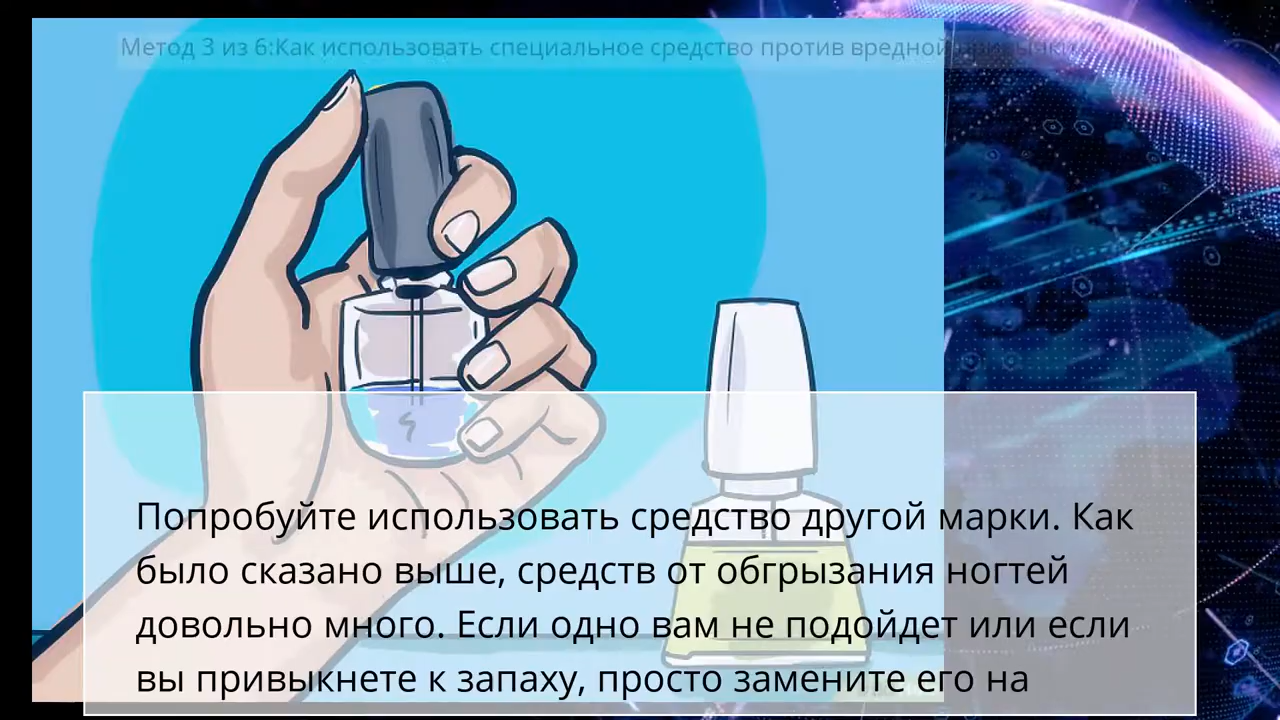 Метод 3 из 6:Как использовать специальное средство против вредной привычки
Попробуйте использовать средство другой марки. Как
было сказано выше, средств от обгрызания ногтей
довольно много. Если одно вам не подойдет или если
вы привыкнете к запаху, просто замените его на